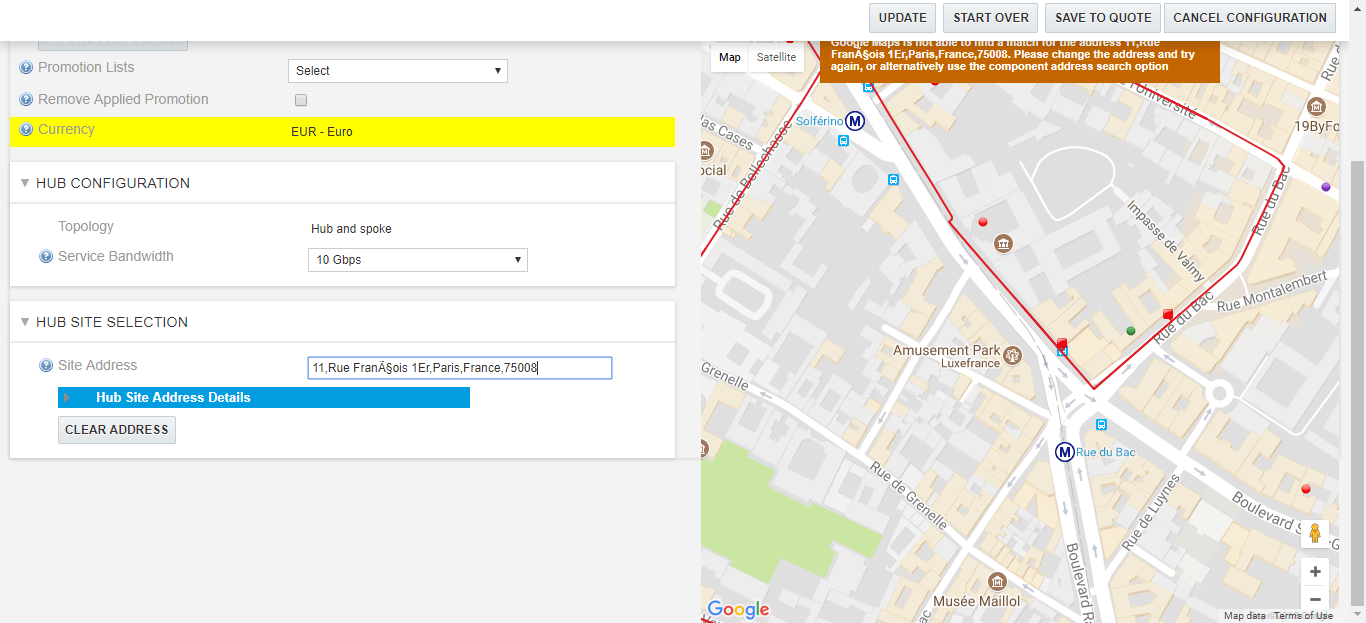 UPDATE
START OVER
SAVE TO QUOTE
CANCEL CONFIGURATION
Promotion Lists
Select
Remove Applied Promotion
Currency
EUR - Euro
HUB CONFIGURATION
Topology
Hub and spoke
Service Bandwidth
10 Gbps
HUB SITE SELECTION
Site Address
11,Rue FranÃ§ois 1Er,Paris,France,75008
Hub Site Address Details
CLEAR ADDRESS
Map
Satellite
Google Maps is not able to find a match for the address 11,Rue
FranÃ§ois 1Er,Paris,France,75008. Please change the address and try
again, or alternatively use the component address search option
Rue
l'Université
19ByFo
Solférino
M
las Cases
ocial
Rue de Bellechasse
Rue du Bac
Impasse de Valmy
Rue Montalembert
Rue du Bac
Amusement Park
Luxefrance
Grenelle
M
Rue du Bac
Rue de Grenelle
Rue de Luynes
Boulevard S
-G
Boulevard Ra
Musée Maillol
Google
+
−
Map data
Terms of Use